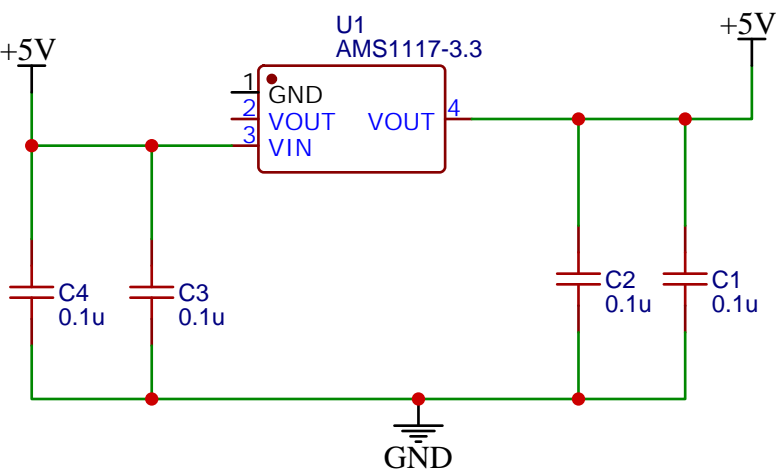 U1
AMS1117-3.3
+5V
+5V
1
GND
2
VOUT
VOUT
4
3
VIN
C4
0.1u
C3
0.1u
C2
0.1u
C1
0.1u
GND